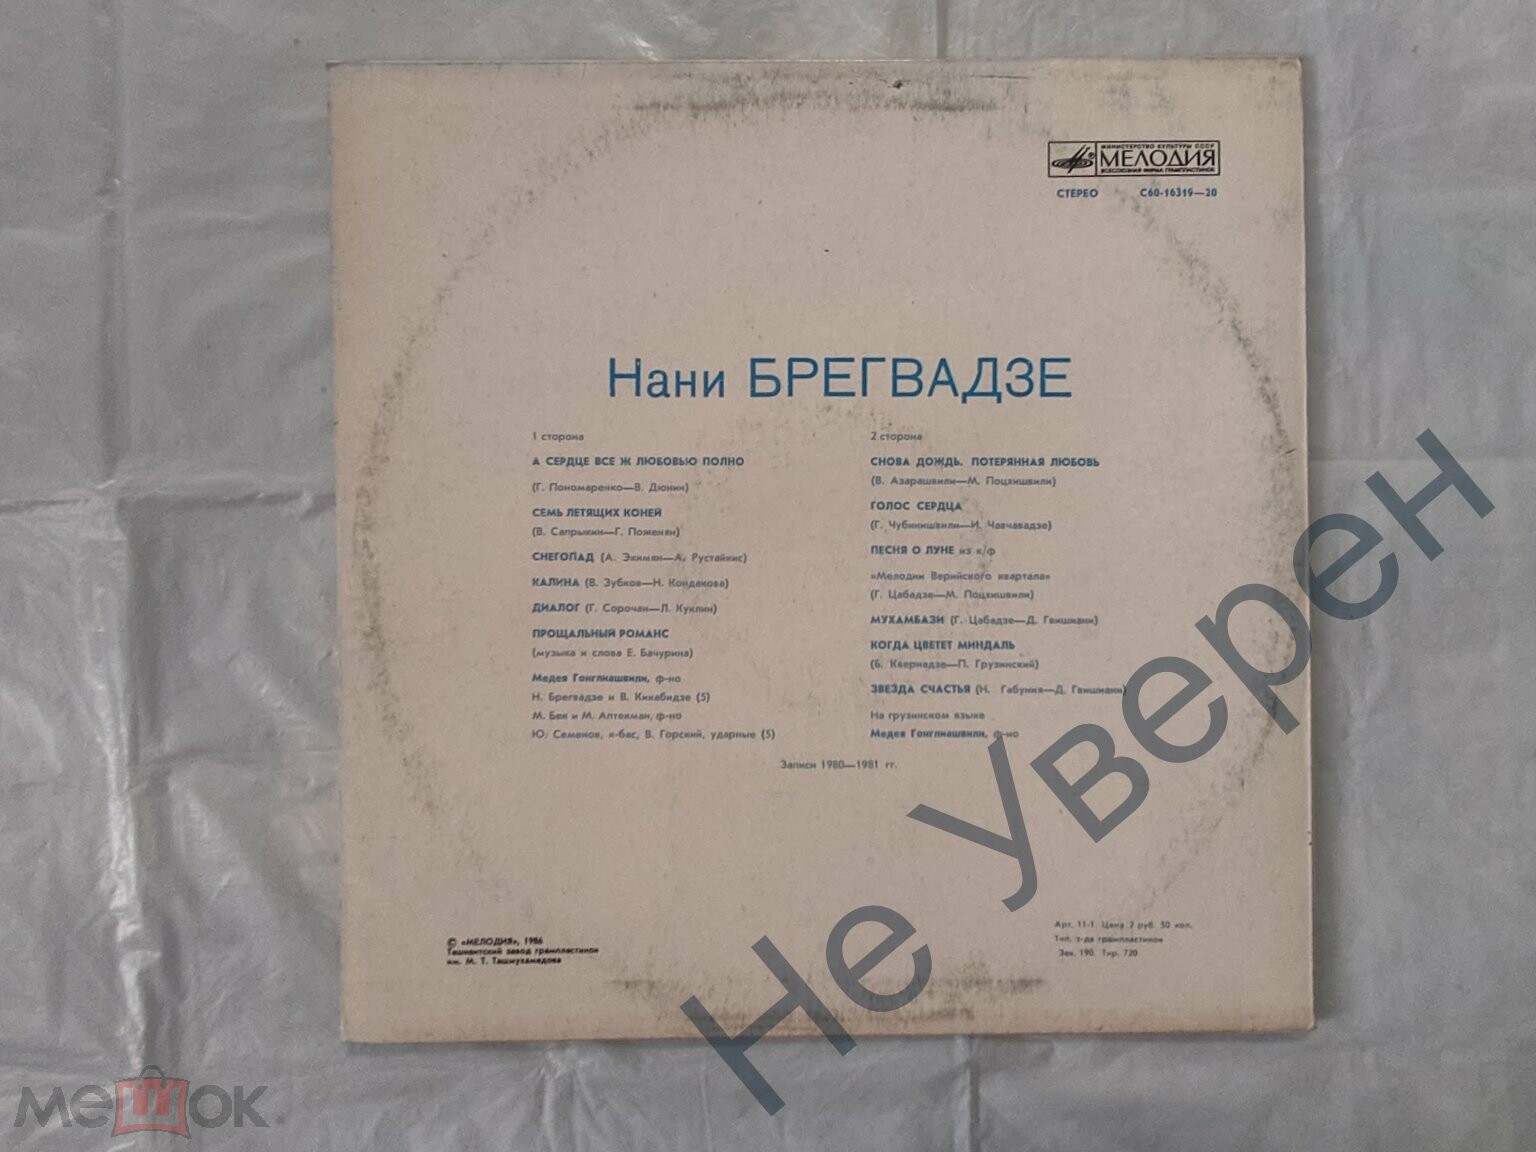 МИНИСТЕРСТВО КУЛЬТУРЫ СССР
МЕЛОДИЯ
ВСЕСОЮЗНАЯ ФИРМА ГРАМПЛАСТИНОК
СТЕРЕО С60-16319—20
Нани БРЕГВАДЗЕ
1 сторона
А СЕРДЦЕ ВСЕ Ж ЛЮБОВЬЮ ПОЛНО
(Г. Пономаренко—В. Дюнин)
СЕМЬ ЛЕТЯЩИХ КОНЕЙ
(В. Сапрыкин—Г. Поженян)
СНЕГОПАД (А. Экимян—А. Рустайкис)
КАЛИНА (В. Зубков—Н. Кондакова)
ДИАЛОГ (Г. Сорочан—Л. Куклин)
ПРОЩАЛЬНЫЙ РОМАНС
(музыка и слова Е. Бачурина)
Медея Гонглиашвили, ф-но
Н. Брегвадзе и В. Кикабидзе (5)
М. Бек и М. Аптекман, ф-но
Ю. Семенов, к-бас, В. Горский, ударные (5)
2 сторона
СНОВА ДОЖДЬ. ПОТЕРЯННАЯ ЛЮБОВЬ
(В. Азарашвили—М. Поцхишвили)
ГОЛОС СЕРДЦА
(Г. Чубинишвили—И. Чавчавадзе)
ПЕСНЯ О ЛУНЕ из к/ф
«Мелодии Верийского квартала»
(Г. Цабадзе—М. Поцхишвили)
МУХАМБАЗИ (Г. Цабадзе—Д. Гвишиани)
КОГДА ЦВЕТЕТ МИНДАЛЬ
(Б. Квернадзе—П. Грузинский)
ЗВЕЗДА СЧАСТЬЯ (Н. Габуния—Д. Гвишиани)
На грузинском языке
Медея Гонглиашвили, ф-но
Записи 1980—1981 гг.
© «МЕЛОДИЯ», 1986
Ташкентский завод грампластинок
им. М. Т. Ташмухамедова
Арт. 11-1. Цена 2 руб. 50 коп.
Тип. з-да грампластинок
Зак. 190. Тир. 720
Не уверен
мешок